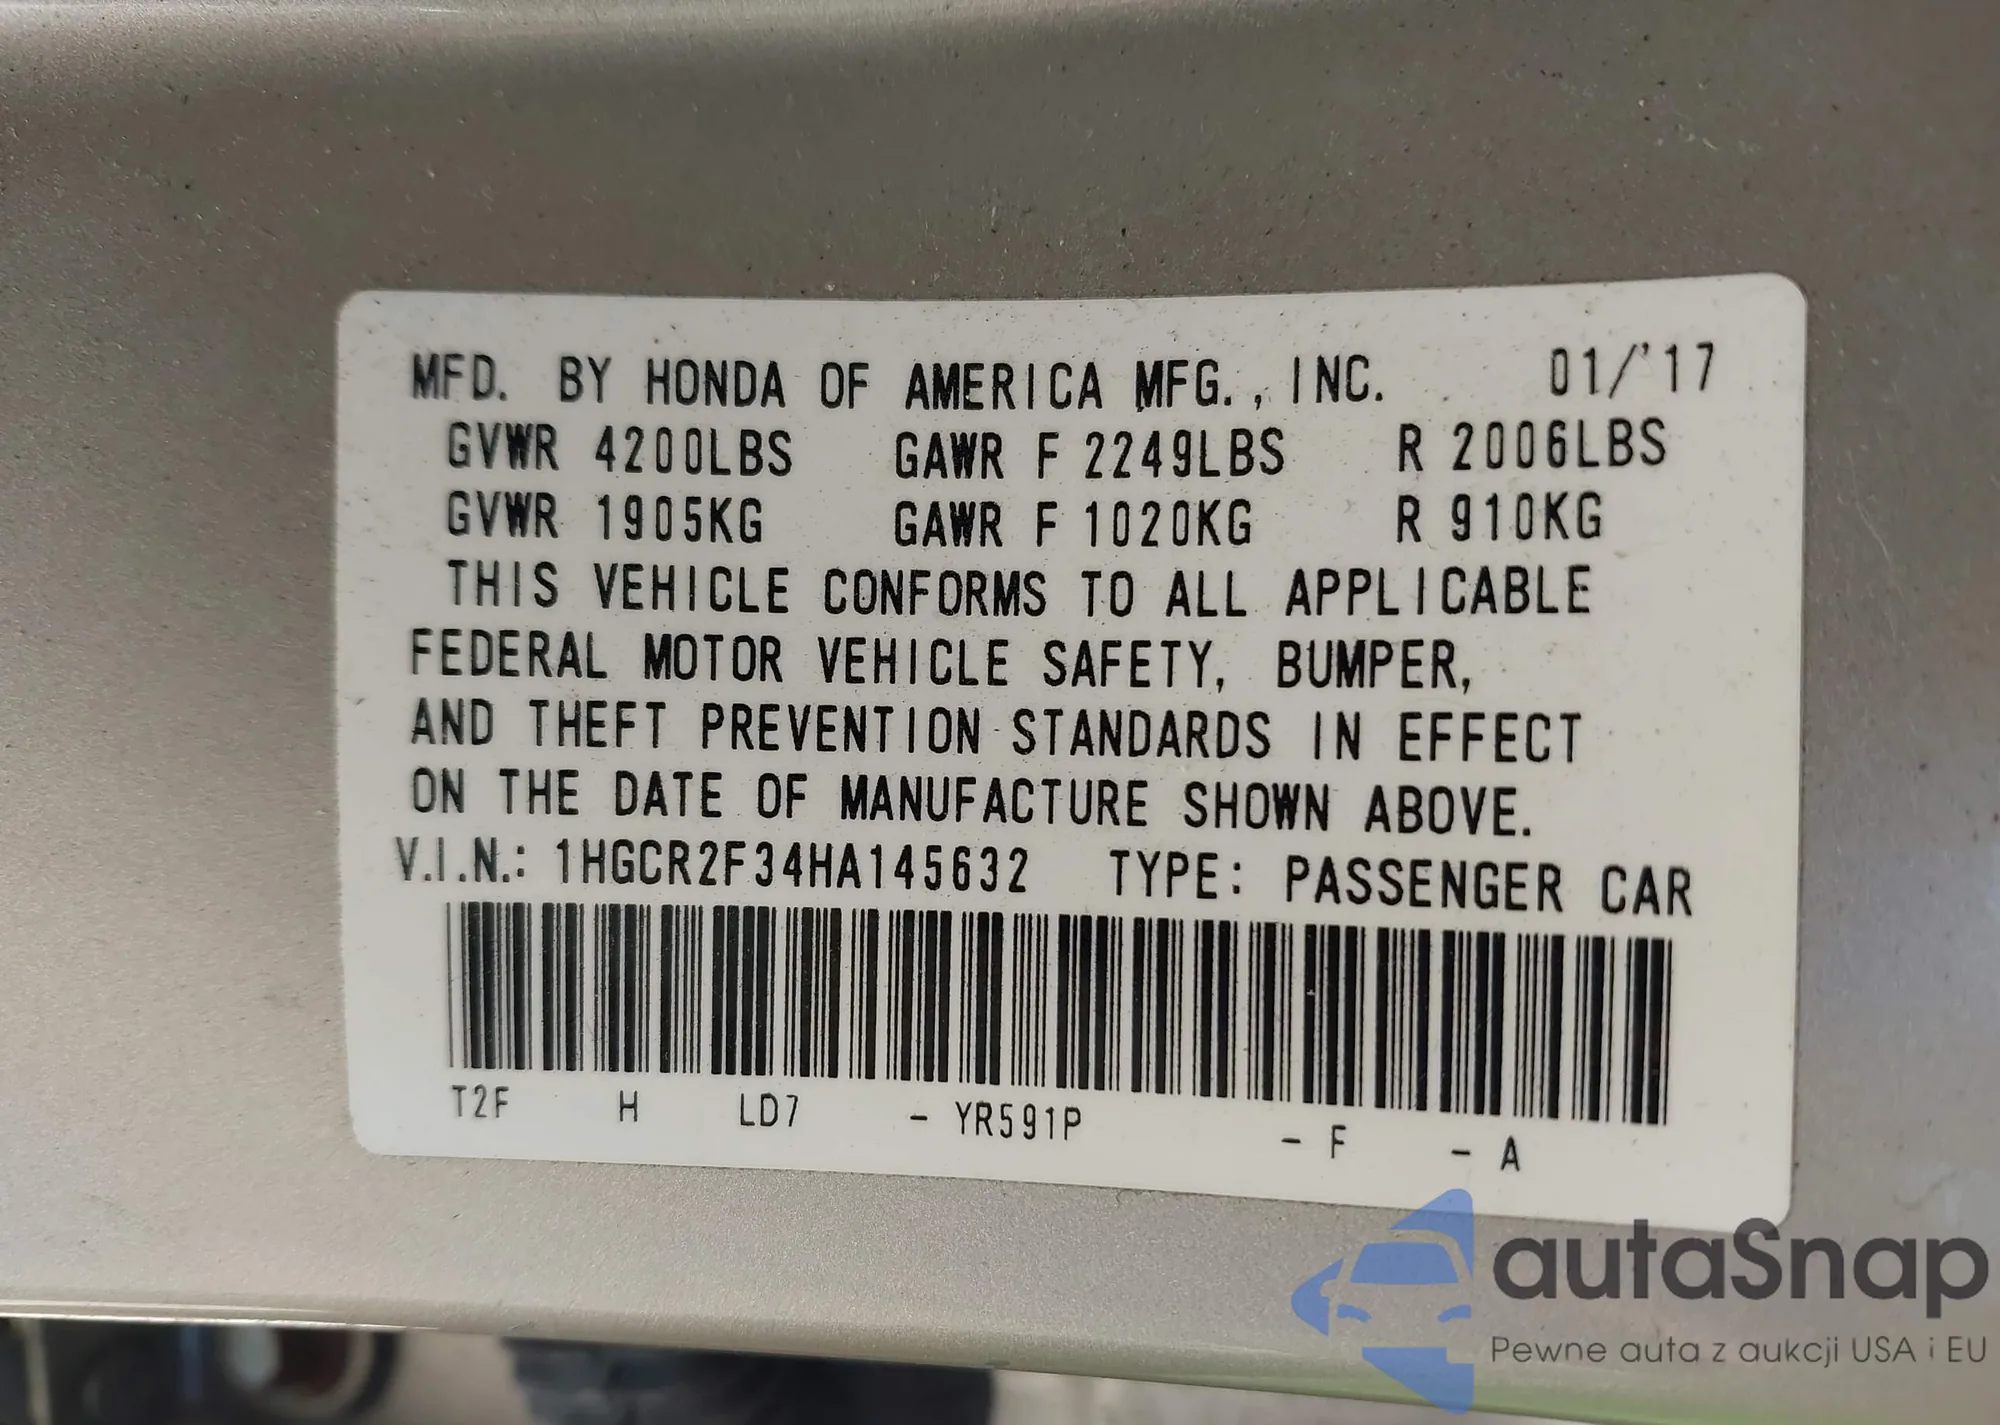 MFD. BY HONDA OF AMERICA MFG., INC. 01/'17
GVWR 4200LBS GAWR F 2249LBS R 2006LBS
GVWR 1905KG GAWR F 1020KG R 910KG
THIS VEHICLE CONFORMS TO ALL APPLICABLE
FEDERAL MOTOR VEHICLE SAFETY, BUMPER,
AND THEFT PREVENTION STANDARDS IN EFFECT
ON THE DATE OF MANUFACTURE SHOWN ABOVE.
V.I.N.: 1HGCR2F34HA145632 TYPE: PASSENGER CAR
T2F H LD7 - YR591P - F - A
autaSnap
Pewne auta z aukcji USA i EU